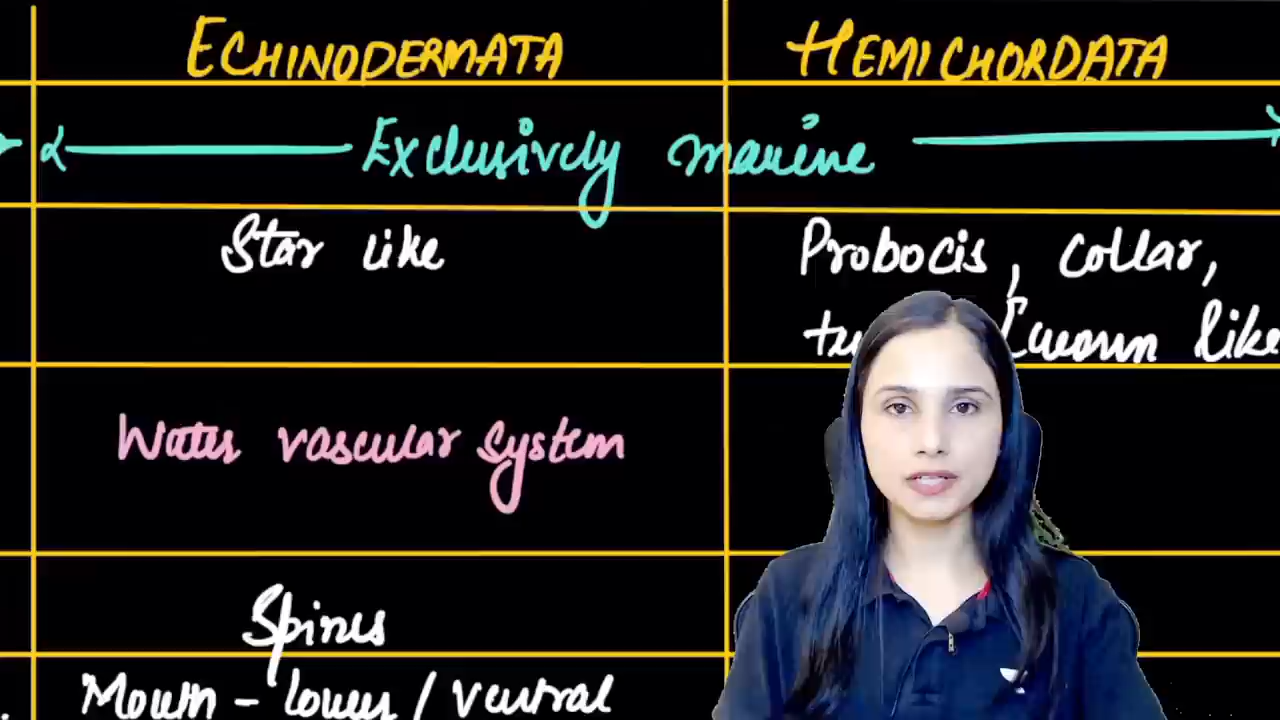 ECHINODERMATA
HEMICHORDATA
Exclusively marine
Star like
Probocis, collar,
worm like
Water vascular system
Spines
Mouth - lower / ventral